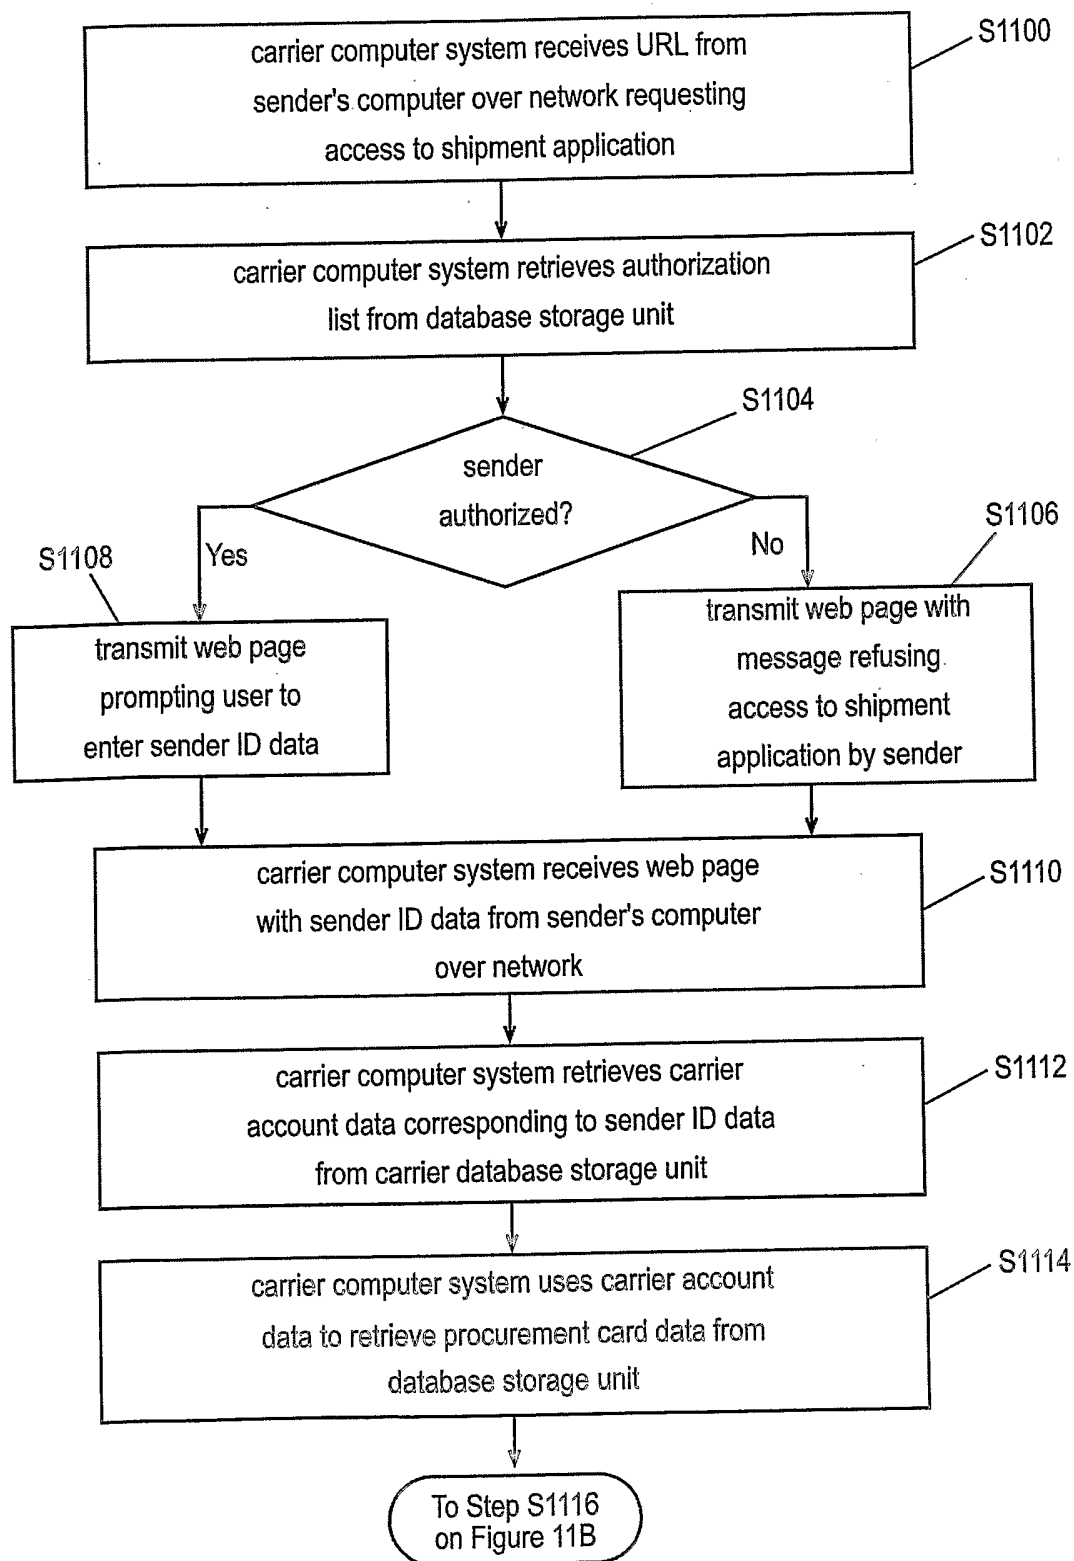 carrier computer system receives URL from
sender's computer over network requesting
access to shipment application
S1100
carrier computer system retrieves authorization
list from database storage unit
S1102
sender
authorized?
S1104
Yes
No
S1108
transmit web page
prompting user to
enter sender ID data
S1106
transmit web page with
message refusing
access to shipment
application by sender
carrier computer system receives web page
with sender ID data from sender's computer
over network
S1110
carrier computer system retrieves carrier
account data corresponding to sender ID data
from carrier database storage unit
S1112
carrier computer system uses carrier account
data to retrieve procurement card data from
database storage unit
S1114
To Step S1116
on Figure 11B